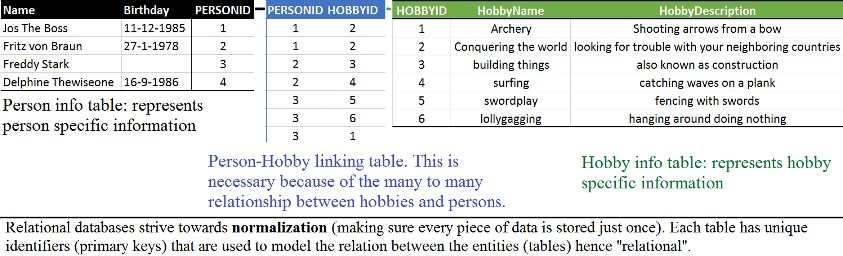 Name Birthday PERSONID PERSONID HOBBYID HOBBYID HobbyName HobbyDescription
Jos The Boss 11-12-1985 1 1 2 1 Archery Shooting arrows from a bow
Fritz von Braun 27-1-1978 2 1 2 2 Conquering the world looking for trouble with your neighboring countries
Freddy Stark 3 2 3 3 building things also known as construction
Delphine Thewiseone 16-9-1986 4 2 4 4 surfing catching waves on a plank
3 5 5 swordplay fencing with swords
3 6 6 lollygagging hanging around doing nothing
3 1
Person info table: represents
person specific information
Person-Hobby linking table. This is
necessary because of the many to many
relationship between hobbies and persons.
Hobby info table: represents hobby
specific information
Relational databases strive towards normalization (making sure every piece of data is stored just once). Each table has unique
identifiers (primary keys) that are used to model the relation between the entities (tables) hence "relational".